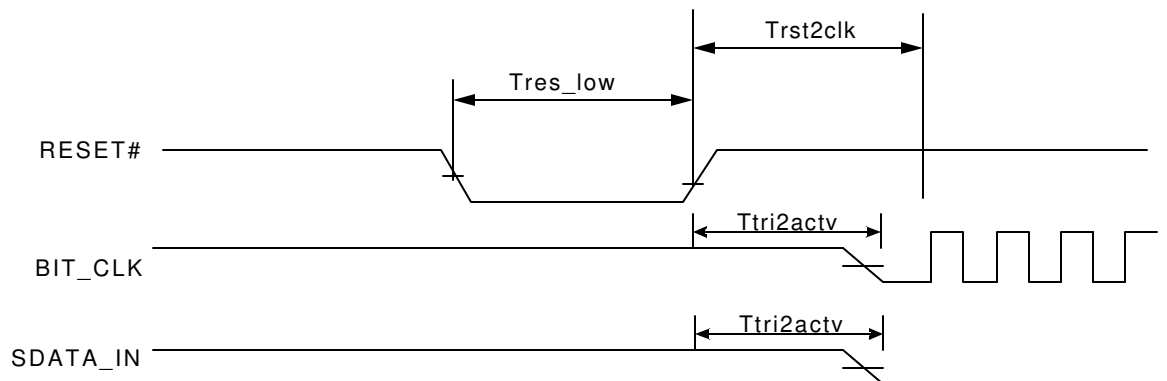 Trst2clk
Tres_low
RESET#
Ttri2actv
BIT_CLK
Ttri2actv
SDATA_IN